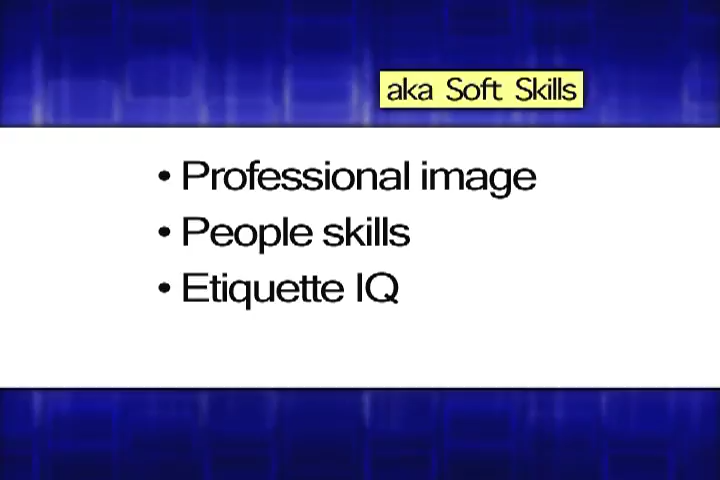 aka Soft Skills
• Professional image
• People skills
• Etiquette IQ